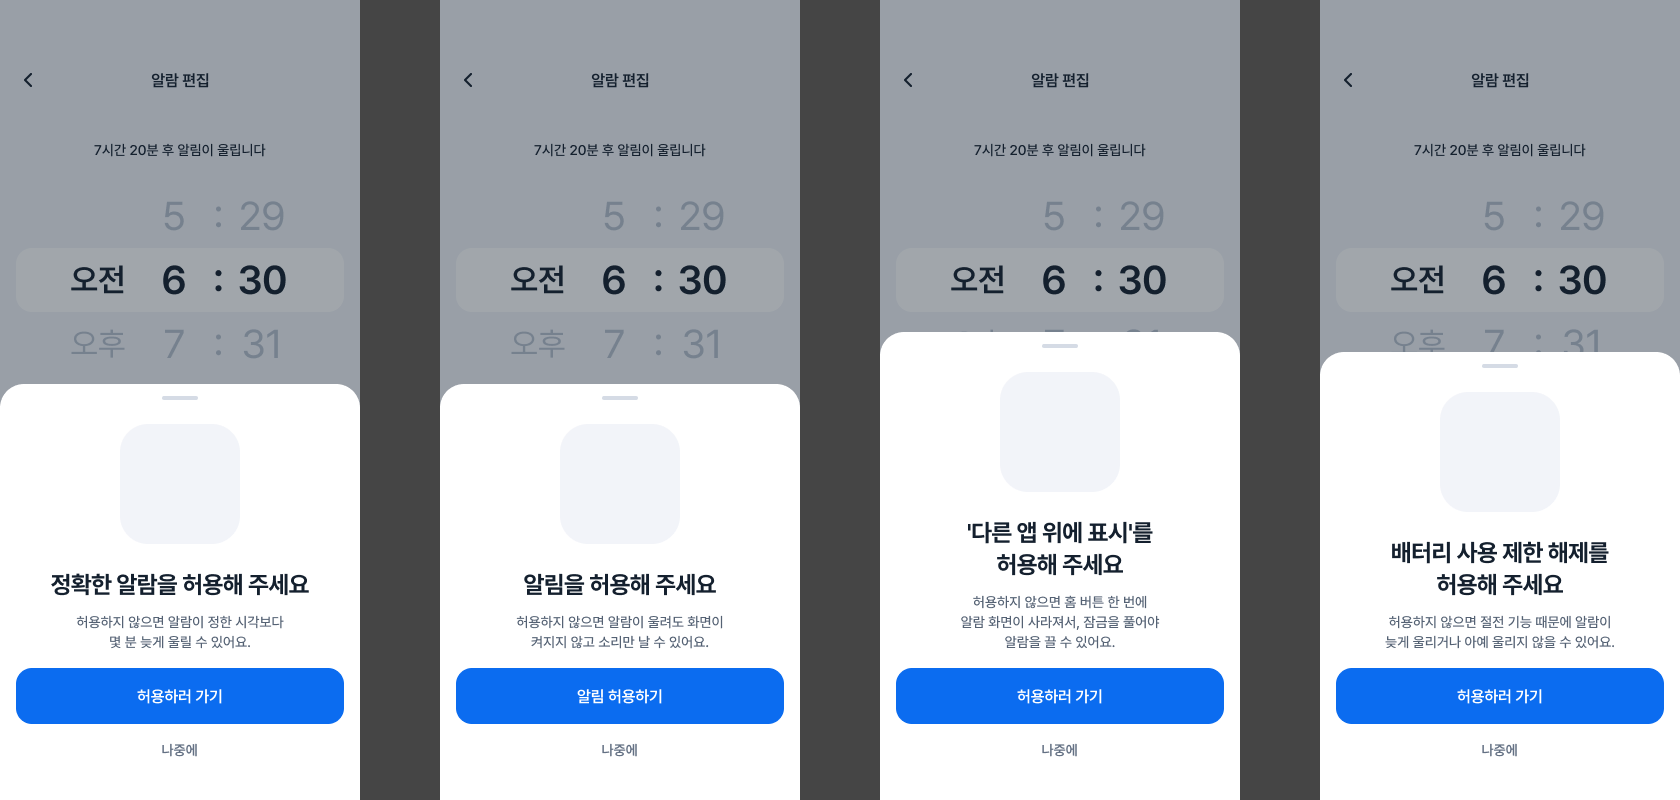 알람 편집
7시간 20분 후 알림이 울립니다
5 : 29
오전 6 : 30
오후 7 : 31
정확한 알람을 허용해 주세요
허용하지 않으면 알람이 정한 시각보다
몇 분 늦게 울릴 수 있어요.
허용하러 가기
나중에
알람 편집
7시간 20분 후 알림이 울립니다
5 : 29
오전 6 : 30
오후 7 : 31
알림을 허용해 주세요
허용하지 않으면 알람이 울려도 화면이
켜지지 않고 소리만 날 수 있어요.
알림 허용하기
나중에
알람 편집
7시간 20분 후 알림이 울립니다
5 : 29
오전 6 : 30
'다른 앱 위에 표시'를
허용해 주세요
허용하지 않으면 홈 버튼 한 번에
알람 화면이 사라져서, 잠금을 풀어야
알람을 끌 수 있어요.
허용하러 가기
나중에
알람 편집
7시간 20분 후 알림이 울립니다
5 : 29
오전 6 : 30
오후 7 : 31
배터리 사용 제한 해제를
허용해 주세요
허용하지 않으면 절전 기능 때문에 알람이
늦게 울리거나 아예 울리지 않을 수 있어요.
허용하러 가기
나중에